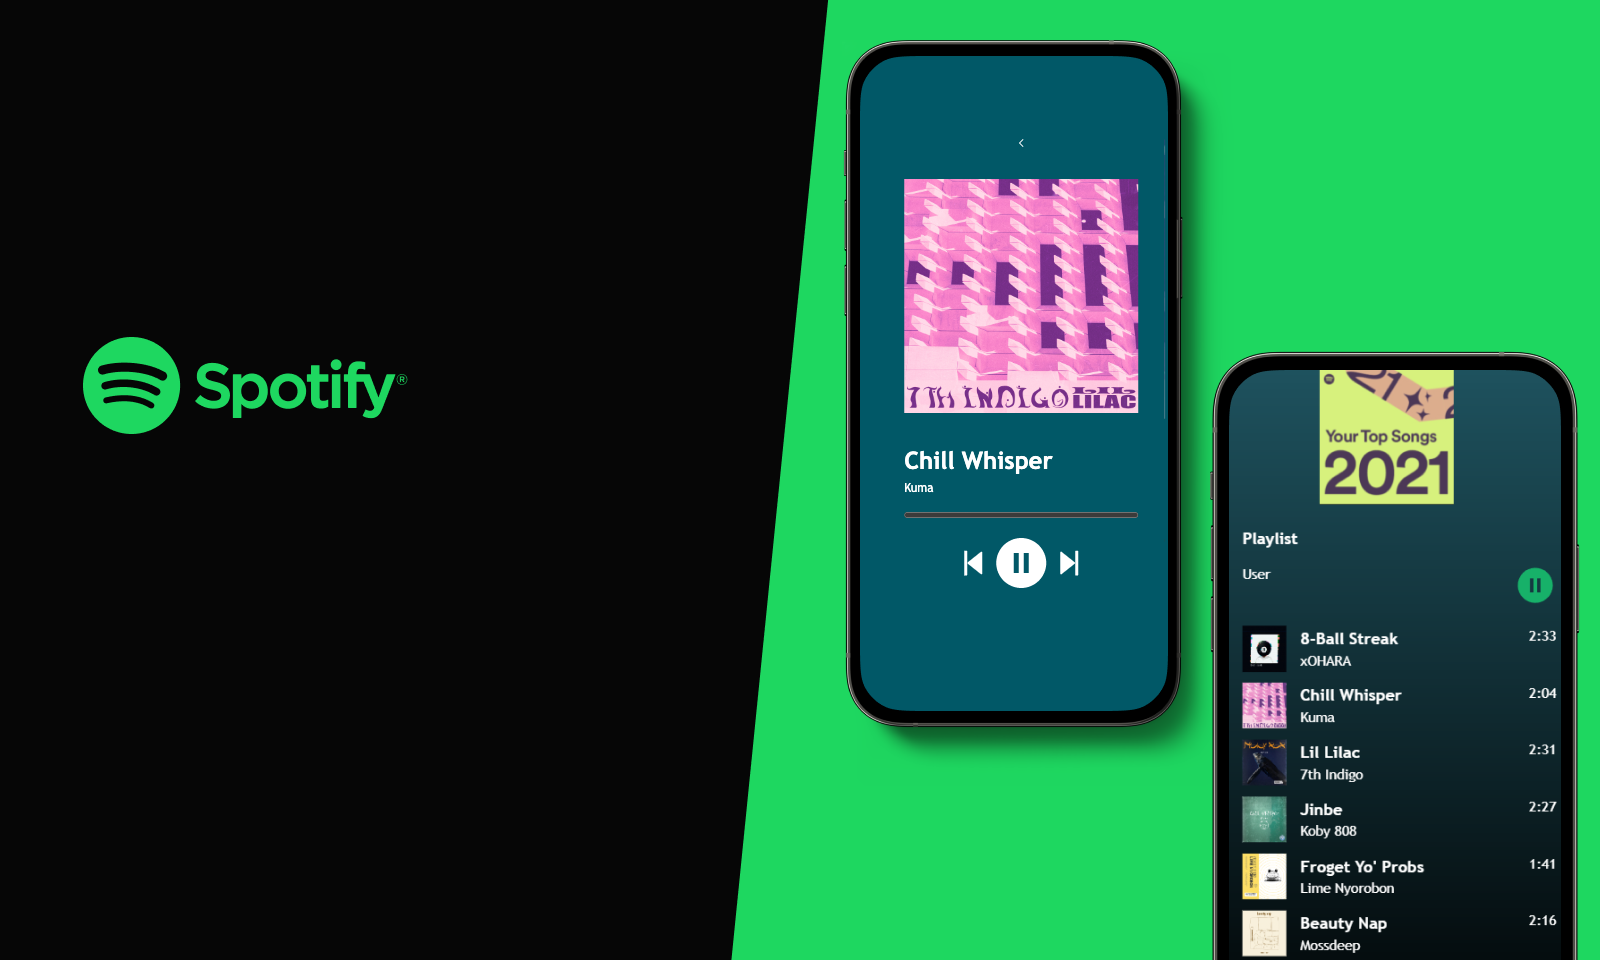 Spotify®
7TH INDIGO LIL LILAC
Chill Whisper
Kuma
Your Top Songs
2021
Playlist
User
8-Ball Streak 2:33
xOHARA
Chill Whisper 2:04
Kuma
Lil Lilac 2:31
7th Indigo
Jinbe 2:27
Koby 808
Froget Yo' Probs 1:41
Lime Nyorobon
Beauty Nap 2:16
Mossdeep